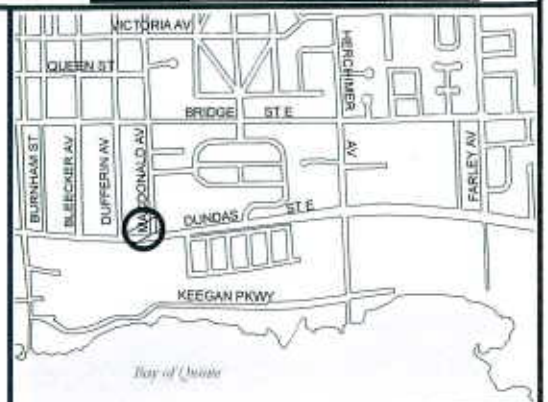 VICTORIA AV
QUEEN ST
HERCHIMER
AV
BRIDGE ST E
BURNHAM ST
BLEECKER AV
DUFFERIN AV
MACDONALD AV
FARLEY AV
DUNDAS ST E
KEEGAN PKWY
Bay of Quinte